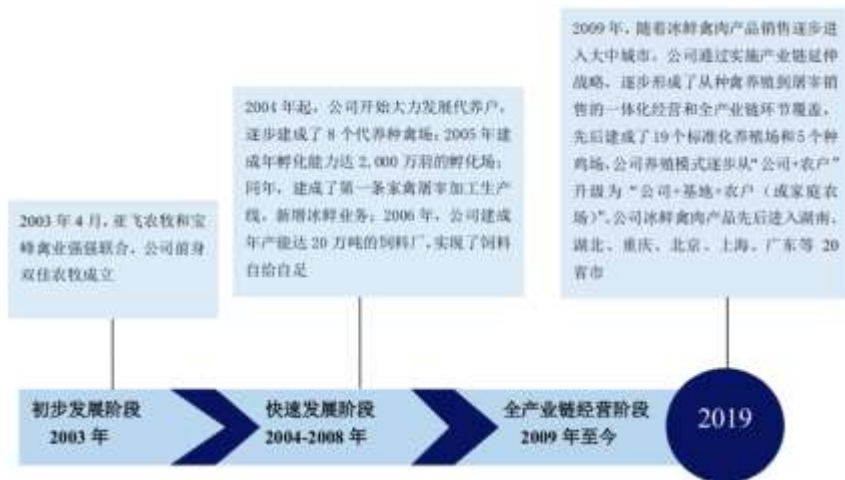 2003 年 4 月，亚飞农牧和宝
峰禽业强强联合，公司前身
双佳农牧成立
2004 年起，公司开始大力发展代养户，
逐步建成了 8 个代养种禽场；2005 年建
成年孵化能力达 2,000 万羽的孵化场；
同年，建成了第一条家禽屠宰加工生产
线，新增冰鲜业务；2006 年，公司建成
年产能达 20 万吨的饲料厂，实现了饲料
自给自足
2009 年，随着冰鲜禽肉产品销售逐步进
入大中城市，公司通过实施产业链延伸
战略，逐步形成了从种禽养殖到屠宰销
售的一体化经营和全产业链环节覆盖，
先后建成了19个标准化养殖场和5个种
鸡场，公司养殖模式逐步从“公司+农户”
升级为“公司+基地+农户（或家庭农
场）”，公司冰鲜禽肉产品先后进入湖南、
湖北、重庆、北京、上海、广东等 20
省市
初步发展阶段
2003 年
快速发展阶段
2004-2008 年
全产业链经营阶段
2009 年至今
2019